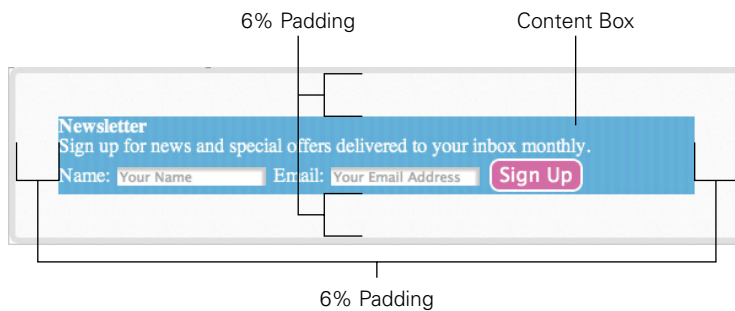 6% Padding
Content Box
Newsletter
Sign up for news and special offers delivered to your inbox monthly.
Name: Your Name Email: Your Email Address Sign Up
6% Padding